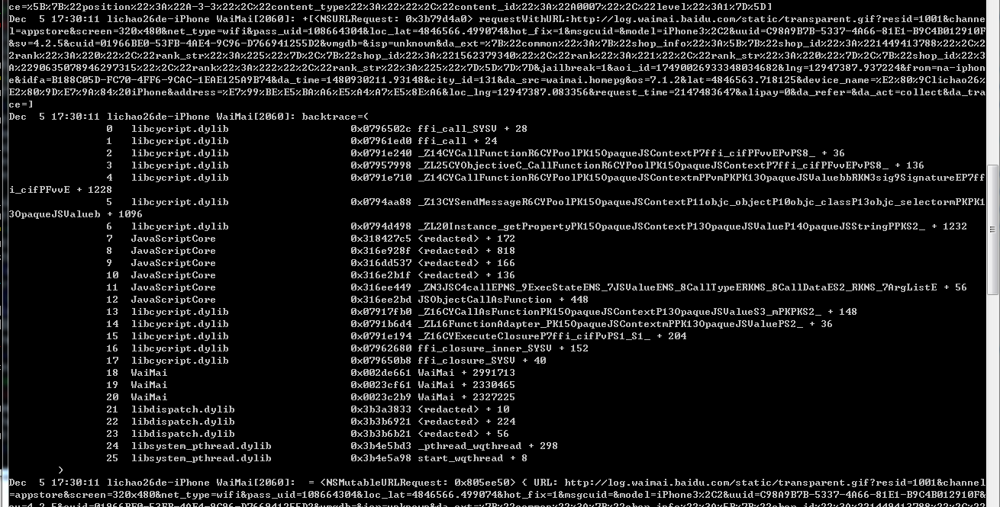 ce=%5B%7B%22position%22%3A%22A-3-3%22%2C%22content_type%22%3A%22%22%2C%22content_id%22%3A%22A0007%22%2C%22level%22%3A1%7D%5D]
Dec  5 17:30:11 lichao26de-iPhone WaiMai[2060]: +[<NSURLRequest: 0x3b79d4a0> requestWithURL:http://log.waimai.baidu.com/static/transparent.gif?resid=1001&channe
l=appstore&screen=320x480&net_type=wifi&pass_uid=108664304&loc_lat=4846566.499074&hot_fix=1&msgcuid=&model=iPhone3%2C2&uuid=C98A9B7B-5337-4A66-81E1-B9C4B012910F
&sv=4.2.5&cuid=01966BE0-53FB-4AE4-9C96-D766941255D2&vmgdb=&isp=unknown&da_ext=%7B%22common%22%3A%7B%22shop_info%22%3A%5B%7B%22shop_id%22%3A%221449413788%22%2C%2
2rank%22%3A%220%22%2C%22rank_str%22%3A%225%22%7D%2C%7B%22shop_id%22%3A%221562379340%22%2C%22rank%22%3A%221%22%2C%22rank_str%22%3A%220%22%7D%2C%7B%22shop_id%22%3
A%229063507894629​7315%22%2C%22rank%22%3A%222%22%2C%22rank_str%22%3A%225%22%7D%5D%7D%7D&jailbreak=1&aoi_id=17490026933348034682&lng=12947387.937224&from=na-iphon
e&idfa=B188C05D-FC70-4FF6-9CAC-1EAE125A9B74&da_time=1480930211.93148&city_id=131&da_src=waimai.homepg&os=7.1.2&lat=4846563.718125&device_name=%E2%80%9Clichao26%
E2%80%9D%E7%9A%84%20iPhone&address=%E7%99%BE%E5%BA%A6%E5%A4%A7%E5%8E%A6&loc_lng=12947387.083356&request_time=2147483647&alipay=0&da_refer=&da_act=collect&da_tra
ce=]
Dec  5 17:30:11 lichao26de-iPhone WaiMai[2060]: backtrace=(
0   libcycript.dylib   0x0796502c ffi_call_SYSV + 28
1   libcycript.dylib   0x07961ed0 ffi_call + 24
2   libcycript.dylib   0x0791e240 _Z14CYCallFunctionR6CYPoolPK15OpaqueJSContextP7ffi_cifPFvvEPvPS8_ + 36
3   libcycript.dylib   0x07957998 _ZL25CYObjectiveC_CallFunctionR6CYPoolPK15OpaqueJSContextP7ffi_cifPFvvEPvPS8_ + 136
4   libcycript.dylib   0x0791e710 _Z14CYCallFunctionR6CYPoolPK15OpaqueJSContextmPPvmPKPK13OpaqueJSValuebbRKN3sig9SignatureEP7ff
i_cifPFvvE + 1228
5   libcycript.dylib   0x0794aa88 _Z13CYSendMessageR6CYPoolPK15OpaqueJSContextP11objc_objectP10objc_classP13objc_selectormPKPK1
3OpaqueJSValueb + 1096
6   libcycript.dylib   0x0794d498 _ZL20Instance_getPropertyPK15OpaqueJSContextP13OpaqueJSValueP14OpaqueJSStringPPKS2_ + 1232
7   JavaScriptCore   0x318427c5 <redacted> + 172
8   JavaScriptCore   0x316e928f <redacted> + 818
9   JavaScriptCore   0x316dd537 <redacted> + 166
10  JavaScriptCore   0x316e2b1f <redacted> + 136
11  JavaScriptCore   0x316ee449 _ZN3JSC4callEPNS_9ExecStateENS_7JSValueENS_8CallTypeERKNS_8CallDataES2_RKNS_7ArgListE + 56
12  JavaScriptCore   0x316ee2bd JSObjectCallAsFunction + 448
13  libcycript.dylib   0x07917fb0 _Z16CYCallAsFunctionPK15OpaqueJSContextP13OpaqueJSValueS3_mPKPKS2_ + 148
14  libcycript.dylib   0x0791b6d4 _ZL16FunctionAdapter_PK15OpaqueJSContextmPPK13OpaqueJSValuePS2_ + 36
15  libcycript.dylib   0x0791e194 _Z16CYExecuteClosureP7ffi_cifPvPS1_S1_ + 204
16  libcycript.dylib   0x07962680 ffi_closure_inner_SYSV + 152
17  libcycript.dylib   0x079650b8 ffi_closure_SYSV + 40
18  WaiMai   0x002de661 WaiMai + 2991713
19  WaiMai   0x0023cf61 WaiMai + 2330465
20  WaiMai   0x0023c2b9 WaiMai + 2327225
21  libdispatch.dylib   0x3b3a3833 <redacted> + 10
22  libdispatch.dylib   0x3b3b6921 <redacted> + 224
23  libdispatch.dylib   0x3b3b6b21 <redacted> + 56
24  libsystem_pthread.dylib   0x3b4e5bd3 _pthread_wqthread + 298
25  libsystem_pthread.dylib   0x3b4e5a98 start_wqthread + 8
)
Dec  5 17:30:11 lichao26de-iPhone WaiMai[2060]:  = <NSMutableURLRequest: 0x805ee50> { URL: http://log.waimai.baidu.com/static/transparent.gif?resid=1001&channel
=appstore&screen=320x480&net_type=wifi&pass_uid=108664304&loc_lat=4846566.499074&hot_fix=1&msgcuid=&model=iPhone3%2C2&uuid=C98A9B7B-5337-4A66-81E1-B9C4B012910F&